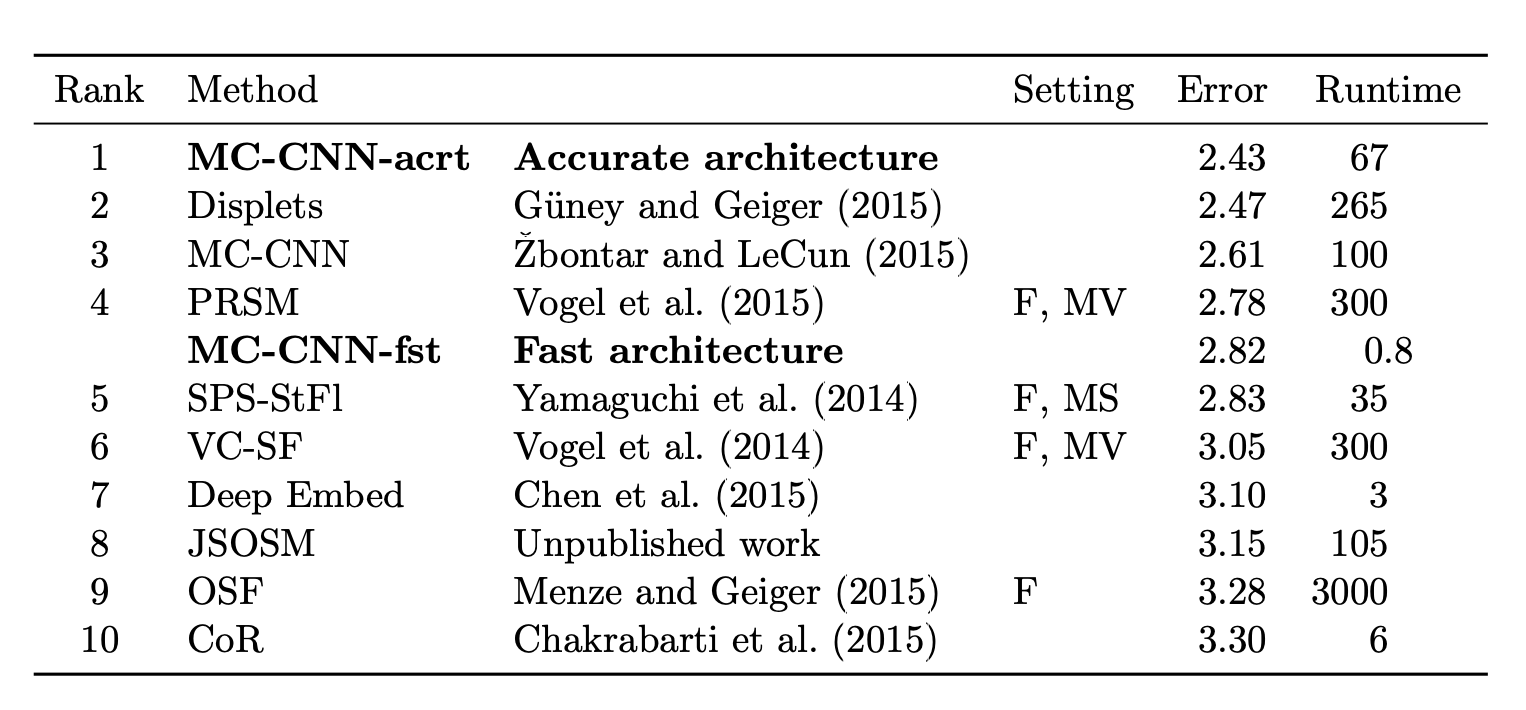 Rank Method Setting Error Runtime
1 MC-CNN-acrt Accurate architecture 2.43 67
2 Displets Güney and Geiger (2015) 2.47 265
3 MC-CNN Žbontar and LeCun (2015) 2.61 100
4 PRSM Vogel et al. (2015) F, MV 2.78 300
MC-CNN-fst Fast architecture 2.82 0.8
5 SPS-StFl Yamaguchi et al. (2014) F, MS 2.83 35
6 VC-SF Vogel et al. (2014) F, MV 3.05 300
7 Deep Embed Chen et al. (2015) 3.10 3
8 JSOSM Unpublished work 3.15 105
9 OSF Menze and Geiger (2015) F 3.28 3000
10 CoR Chakrabarti et al. (2015) 3.30 6